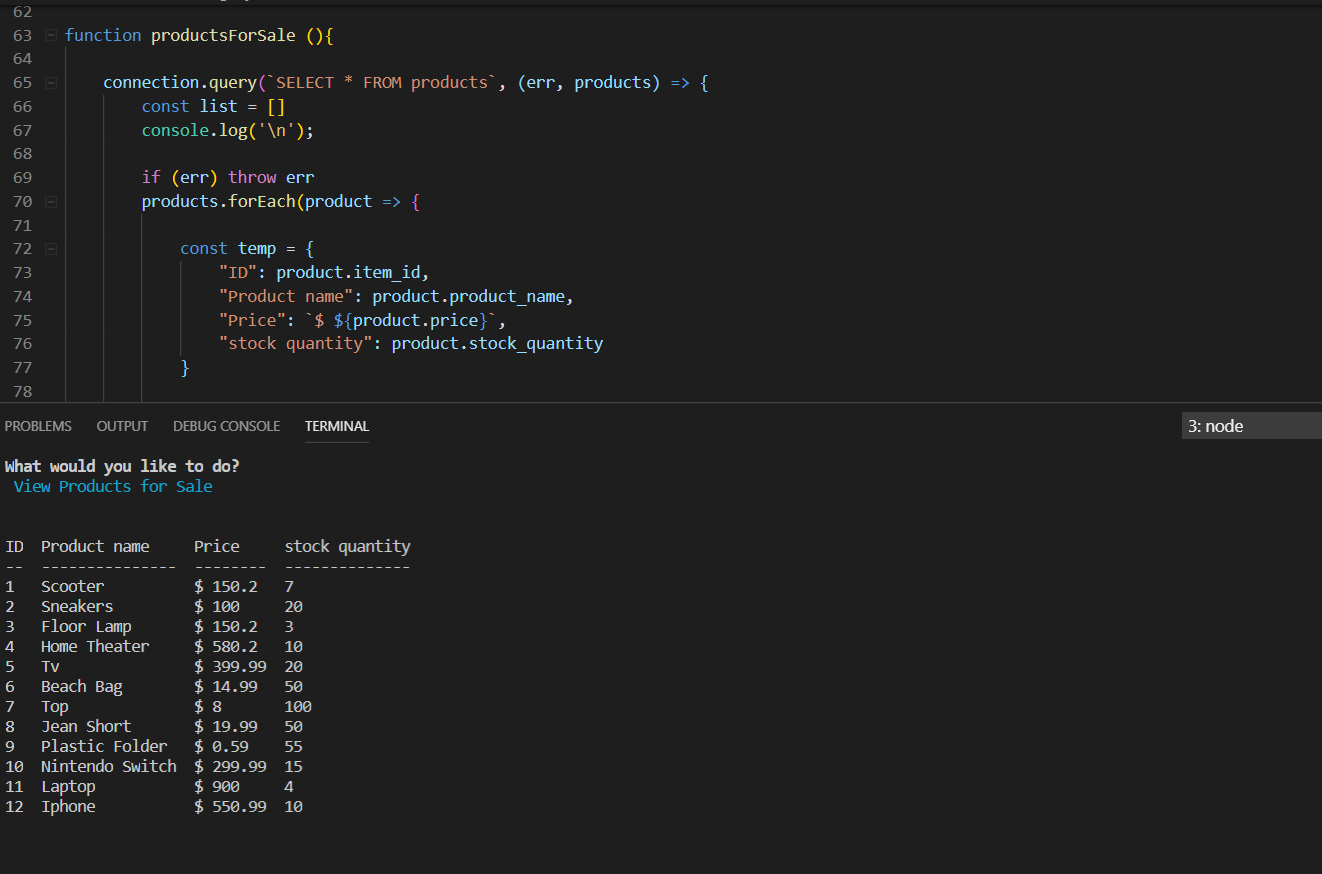 62
63 function productsForSale (){
64
65 connection.query(`SELECT * FROM products`, (err, products) => {
66 const list = []
67 console.log('\n');
68
69 if (err) throw err
70 products.forEach(product => {
71
72 const temp = {
73 "ID": product.item_id,
74 "Product name": product.product_name,
75 "Price": `$ ${product.price}`,
76 "stock quantity": product.stock_quantity
77 }
78
PROBLEMS OUTPUT DEBUG CONSOLE TERMINAL 3: node
What would you like to do?
View Products for Sale
ID Product name Price stock quantity
-- --------------- -------- --------------
1 Scooter $ 150.2 7
2 Sneakers $ 100 20
3 Floor Lamp $ 150.2 3
4 Home Theater $ 580.2 10
5 Tv $ 399.99 20
6 Beach Bag $ 14.99 50
7 Top $ 8 100
8 Jean Short $ 19.99 50
9 Plastic Folder $ 0.59 55
10 Nintendo Switch $ 299.99 15
11 Laptop $ 900 4
12 Iphone $ 550.99 10